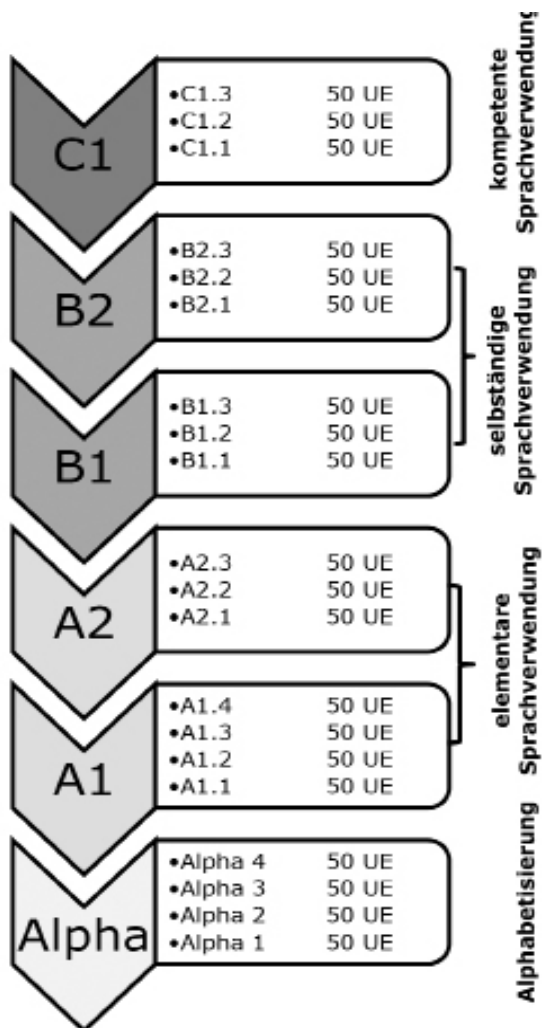 C1
•C1.3 50 UE
•C1.2 50 UE
•C1.1 50 UE
kompetente
Sprachverwendung
B2
•B2.3 50 UE
•B2.2 50 UE
•B2.1 50 UE
B1
•B1.3 50 UE
•B1.2 50 UE
•B1.1 50 UE
selbständige
Sprachverwendung
A2
•A2.3 50 UE
•A2.2 50 UE
•A2.1 50 UE
A1
•A1.4 50 UE
•A1.3 50 UE
•A1.2 50 UE
•A1.1 50 UE
elementare
Sprachverwendung
Alpha
•Alpha 4 50 UE
•Alpha 3 50 UE
•Alpha 2 50 UE
•Alpha 1 50 UE
Alphabetisierung